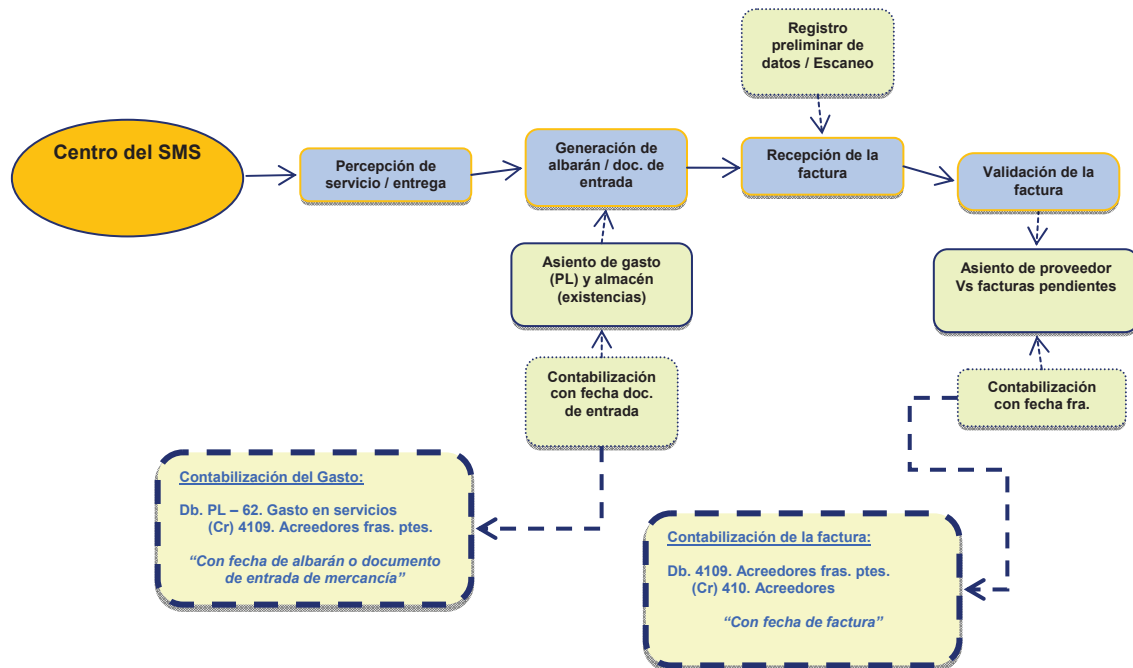 Registro
preliminar de
datos / Escaneo
Centro del SMS
Percepción de
servicio / entrega
Generación de
albarán / doc. de
entrada
Recepción de la
factura
Validación de la
factura
Asiento de gasto
(PL) y almacén
(existencias)
Asiento de proveedor
Vs facturas pendientes
Contabilización
con fecha doc.
de entrada
Contabilización
con fecha fra.
Contabilización del Gasto:
Db. PL – 62. Gasto en servicios
(Cr) 4109. Acreedores fras. ptes.
“Con fecha de albarán o documento
de entrada de mercancía”
Contabilización de la factura:
Db. 4109. Acreedores fras. ptes.
(Cr) 410. Acreedores
“Con fecha de factura”